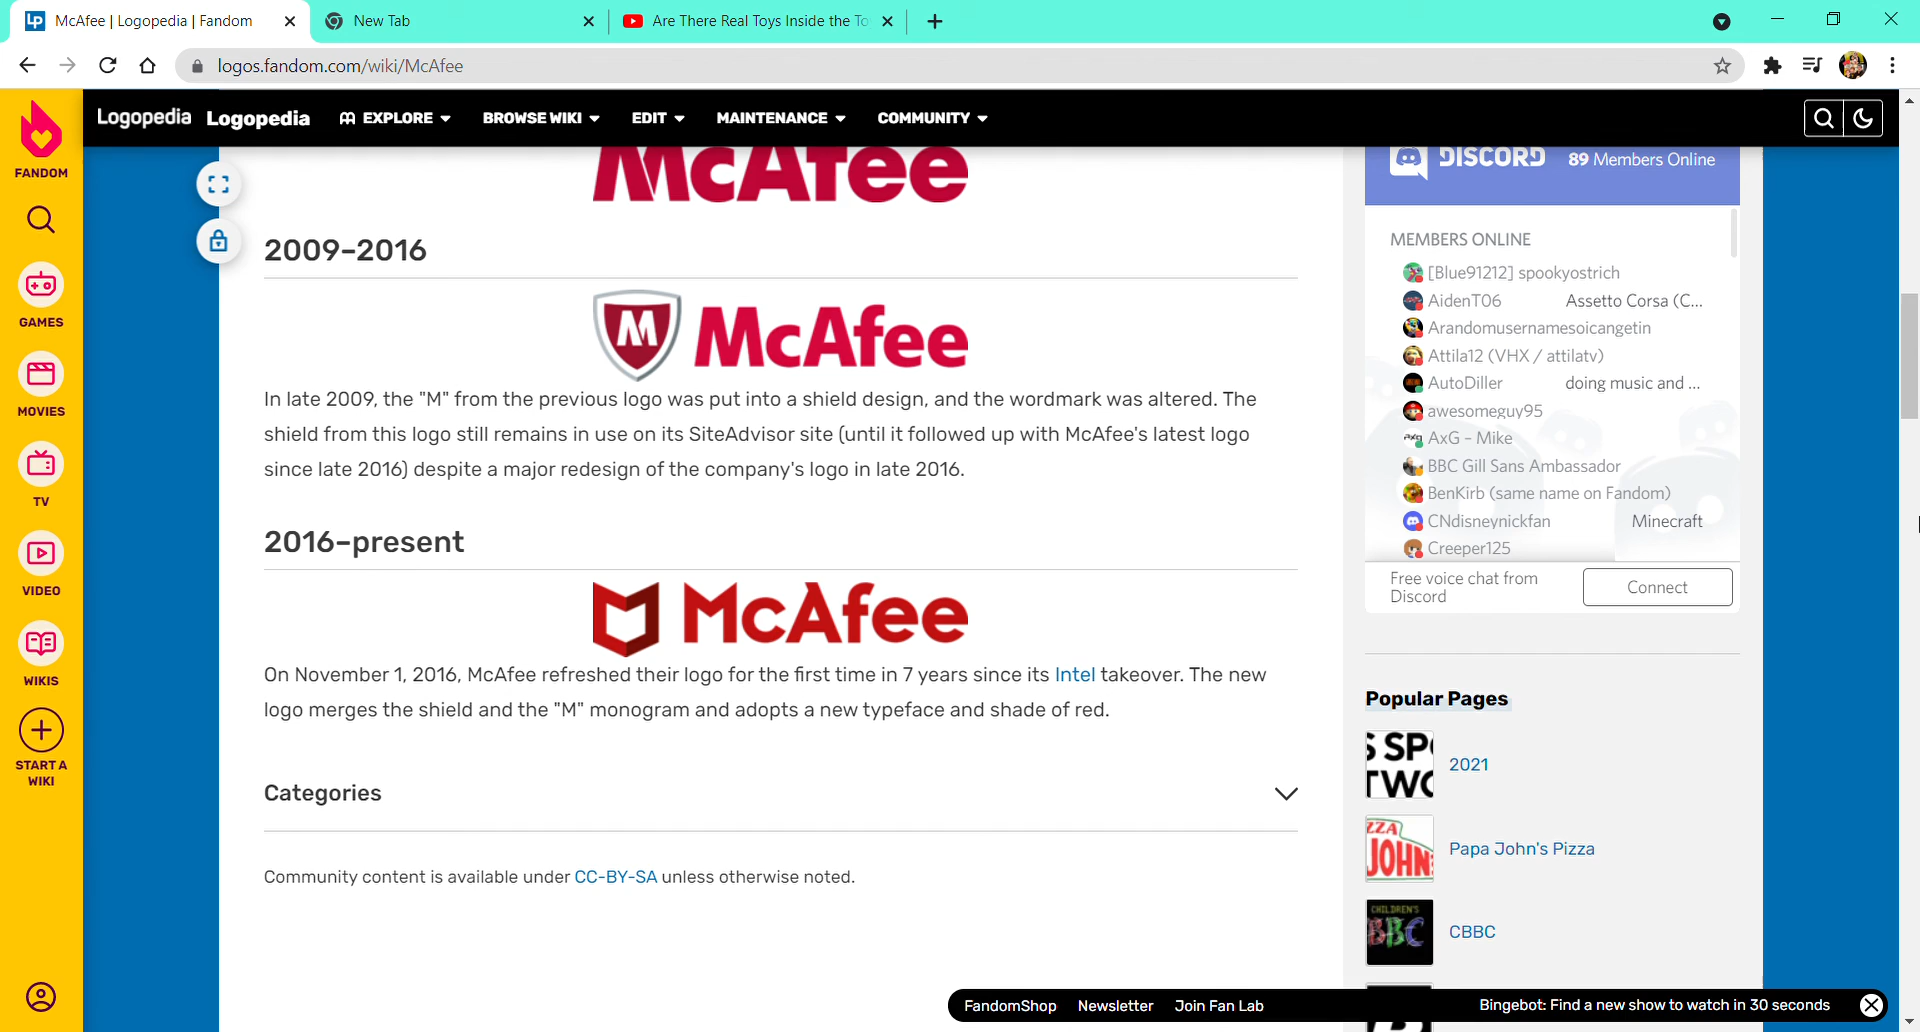 McAfee | Logopedia | Fandom
New Tab
Are There Real Toys Inside the To
logos.fandom.com/wiki/McAfee
FANDOM
GAMES
MOVIES
TV
VIDEO
WIKIS
START A
WIKI
Logopedia Logopedia EXPLORE BROWSE WIKI EDIT MAINTENANCE COMMUNITY
McAfee
2009–2016
M McAfee
In late 2009, the "M" from the previous logo was put into a shield design, and the wordmark was altered. The
shield from this logo still remains in use on its SiteAdvisor site (until it followed up with McAfee's latest logo
since late 2016) despite a major redesign of the company's logo in late 2016.
2016–present
McAfee
On November 1, 2016, McAfee refreshed their logo for the first time in 7 years since its Intel takeover. The new
logo merges the shield and the "M" monogram and adopts a new typeface and shade of red.
Categories
Community content is available under CC-BY-SA unless otherwise noted.
DISCORD 89 Members Online
MEMBERS ONLINE
[Blue91212] spookyostrich
AidenT06 Assetto Corsa (C...
Arandomusernamesoicangetin
Attila12 (VHX / attilatv)
AutoDiller doing music and ...
awesomeguy95
AxG – Mike
BBC Gill Sans Ambassador
BenKirb (same name on Fandom)
CNdisneynickfan Minecraft
Creeper125
Free voice chat from
Discord
Connect
Popular Pages
S SP
TWO
2021
ZZA
JOHN
Papa John's Pizza
CHILDREN'S
BBC
CBBC
FandomShop Newsletter Join Fan Lab Bingebot: Find a new show to watch in 30 seconds